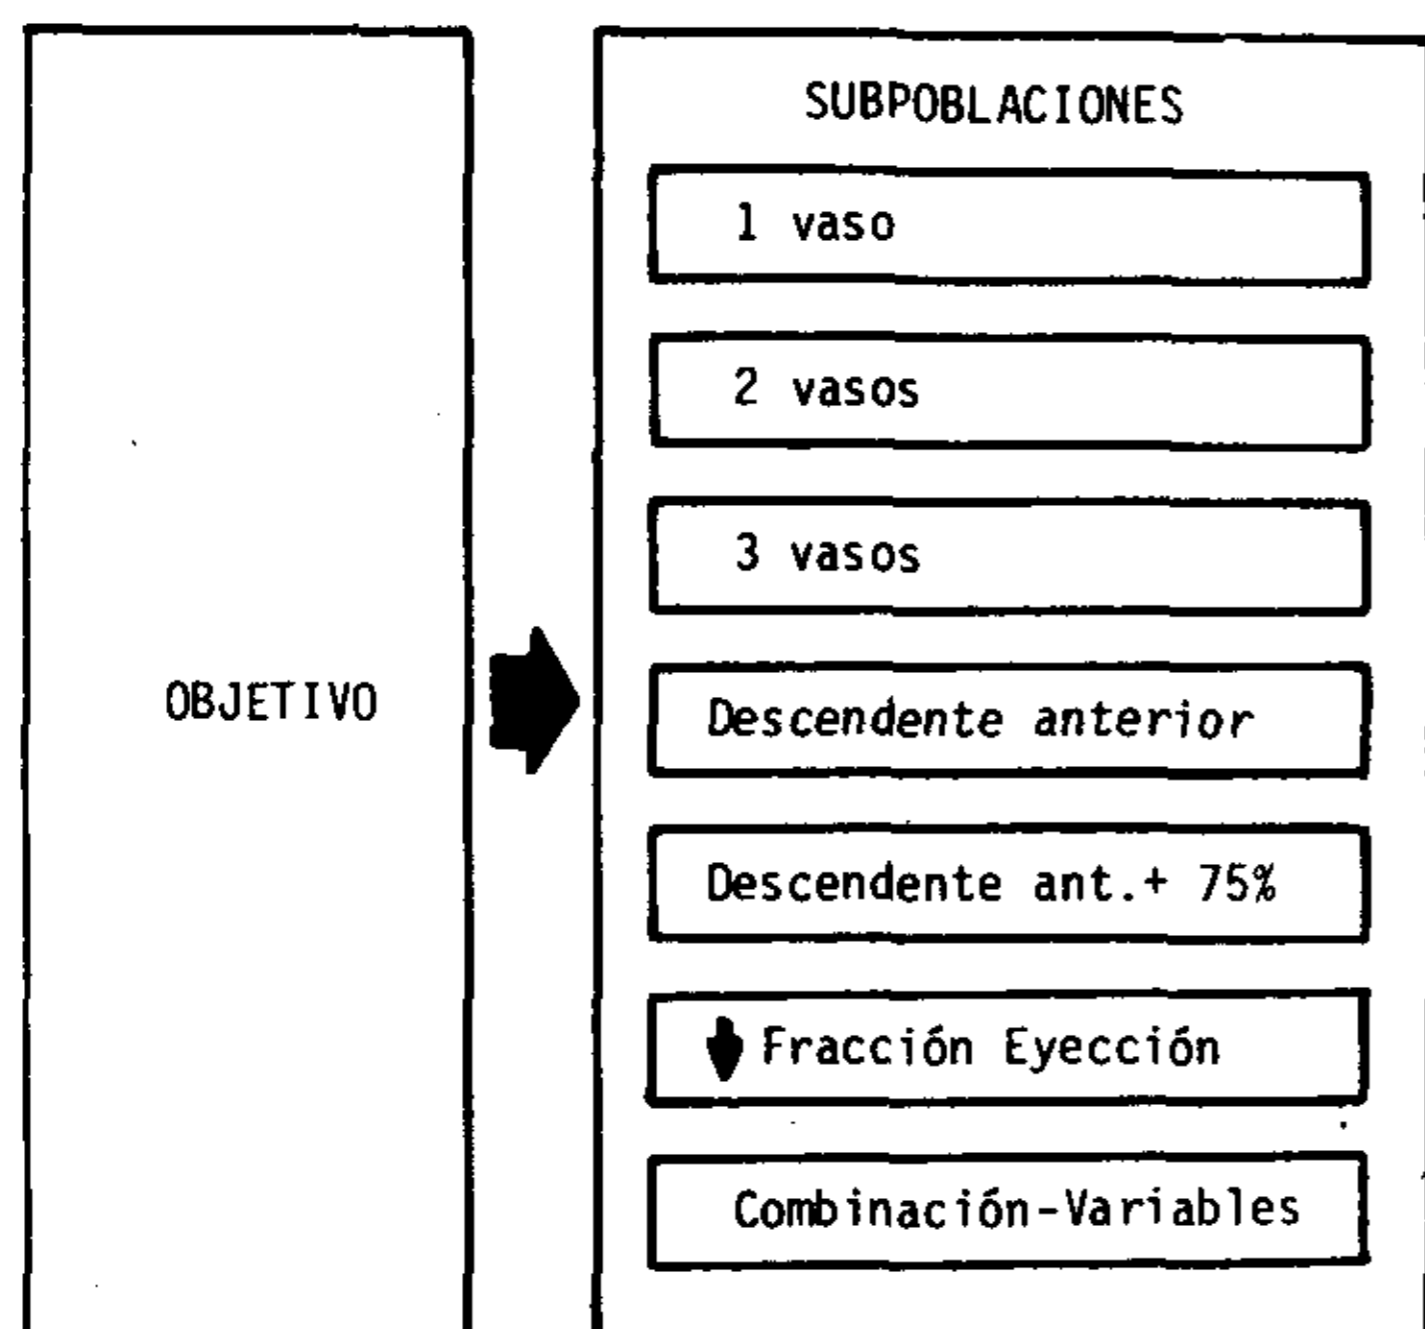 SUBPOBLACIONES
1 vaso
2 vasos
3 vasos
OBJETIVO
Descendente anterior
Descendente ant.+ 75%
Fracción Eyección
Combinación-Variables